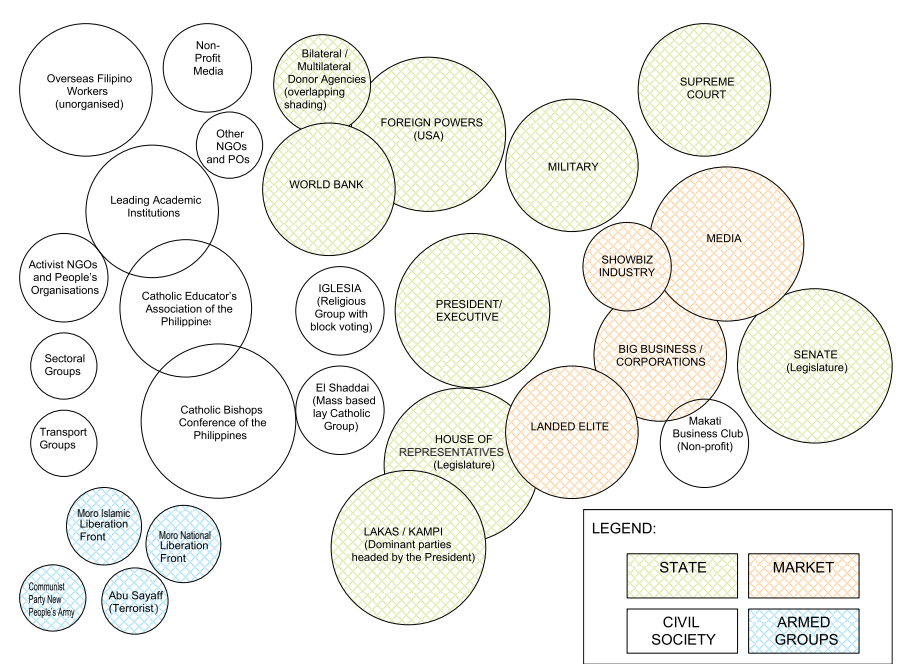 Overseas Filipino
Workers
(unorganised)
Non-
Profit
Media
Bilateral /
Multilateral
Donor Agencies
(overlapping
shading)
FOREIGN POWERS
(USA)
SUPREME
COURT
Other
NGOs
and POs
WORLD BANK
MILITARY
Leading Academic
Institutions
MEDIA
SHOWBIZ
INDUSTRY
Activist NGOs
and People's
Organisations
Catholic Educator's
Association of the
Philippines
IGLESIA
(Religious
Group with
block voting)
PRESIDENT/
EXECUTIVE
BIG BUSINESS /
CORPORATIONS
SENATE
(Legislature)
Sectoral
Groups
El Shaddai
(Mass based
lay Catholic
Group)
Catholic Bishops
Conference of the
Philippines
LANDED ELITE
Makati
Business Club
(Non-profit)
Transport
Groups
HOUSE OF
REPRESENTATIVES
(Legislature)
Moro Islamic
Liberation
Front
Moro National
Liberation
Front
LAKAS / KAMPI
(Dominant parties
headed by the President)
Communist
Party New
People's Army
Abu Sayaff
(Terrorist)
LEGEND:
STATE
MARKET
CIVIL
SOCIETY
ARMED
GROUPS